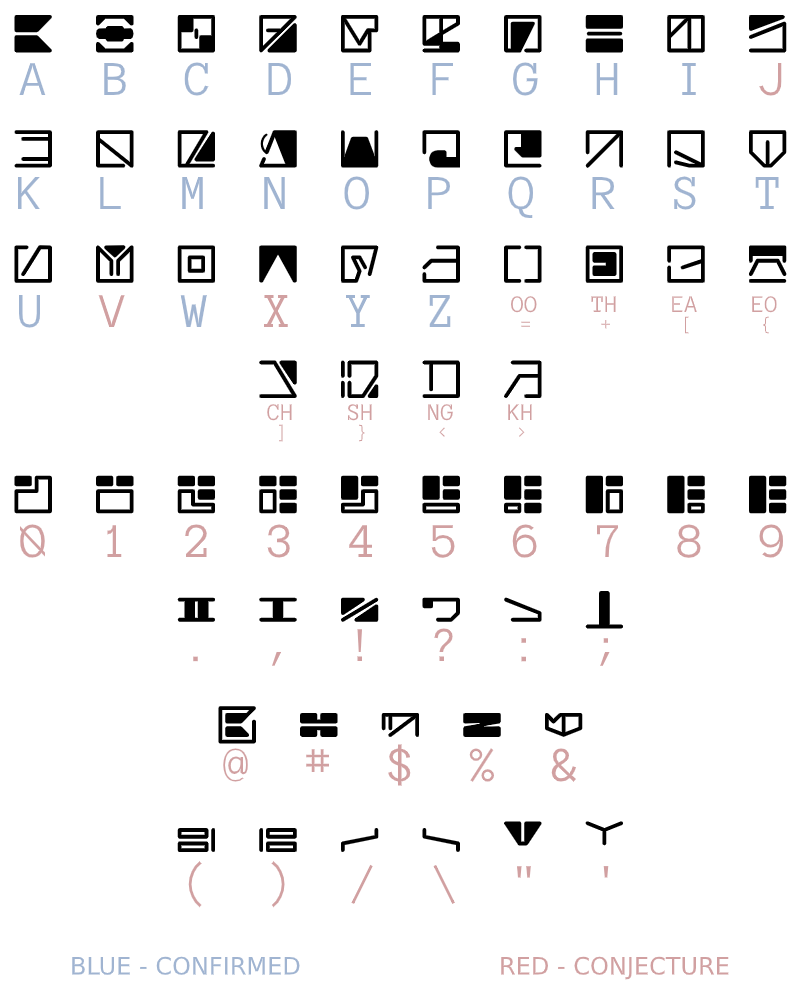 A B C D E F G H I J
K L M N O P Q R S T
U V W X Y Z OO TH EA EO
= + [ {
CH SH NG KH
] } < >
0 1 2 3 4 5 6 7 8 9
. , ! ? : ;
@ # $ % &
( ) / \ " '
BLUE - CONFIRMED RED - CONJECTURE